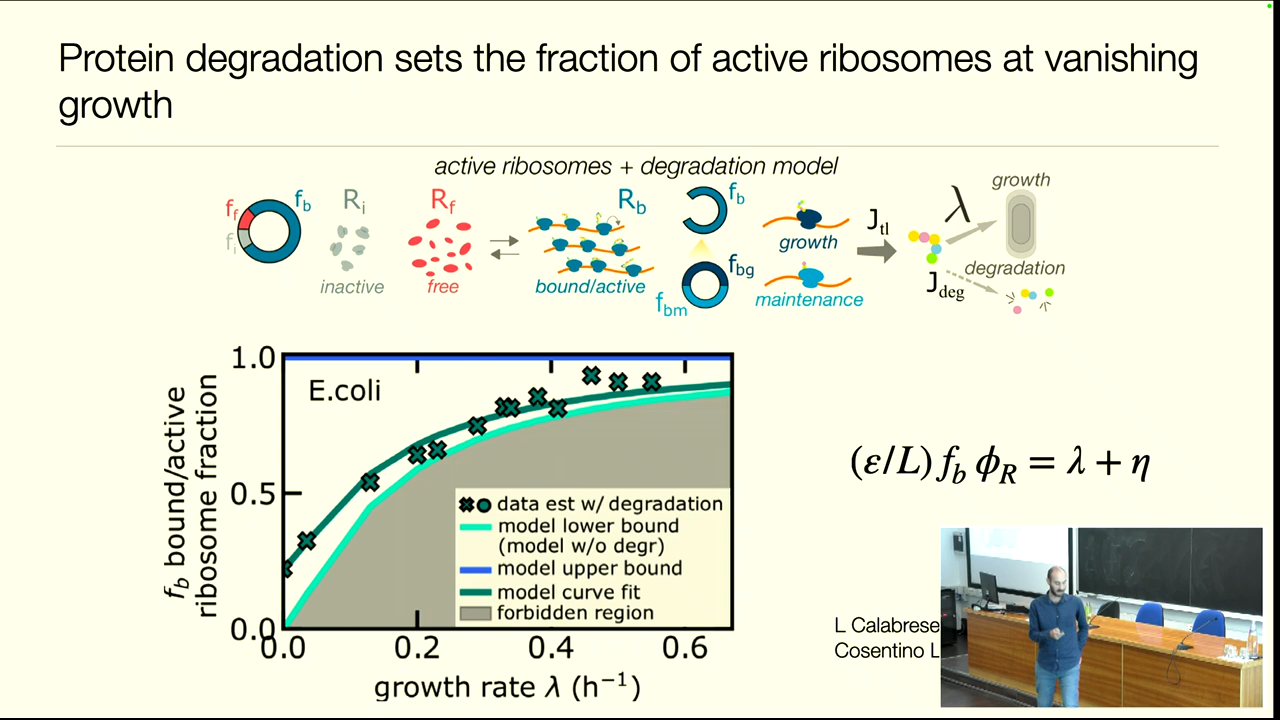 Protein degradation sets the fraction of active ribosomes at vanishing
growth
active ribosomes + degradation model
growth
f_f f_b R_i R_f R_b f_b
λ
J_tl
f_i
growth
inactive free bound/active
f_bg
degradation
f_bm maintenance
J_deg
1.0
E.coli
0.5
0.0
f_b bound/active
ribosome fraction
data est w/ degradation
model lower bound
(model w/o degr)
model upper bound
model curve fit
forbidden region
0.0 0.2 0.4 0.6
growth rate λ (h⁻¹)
(ε/L) f_b ϕ_R = λ + η
L Calabrese
Cosentino L